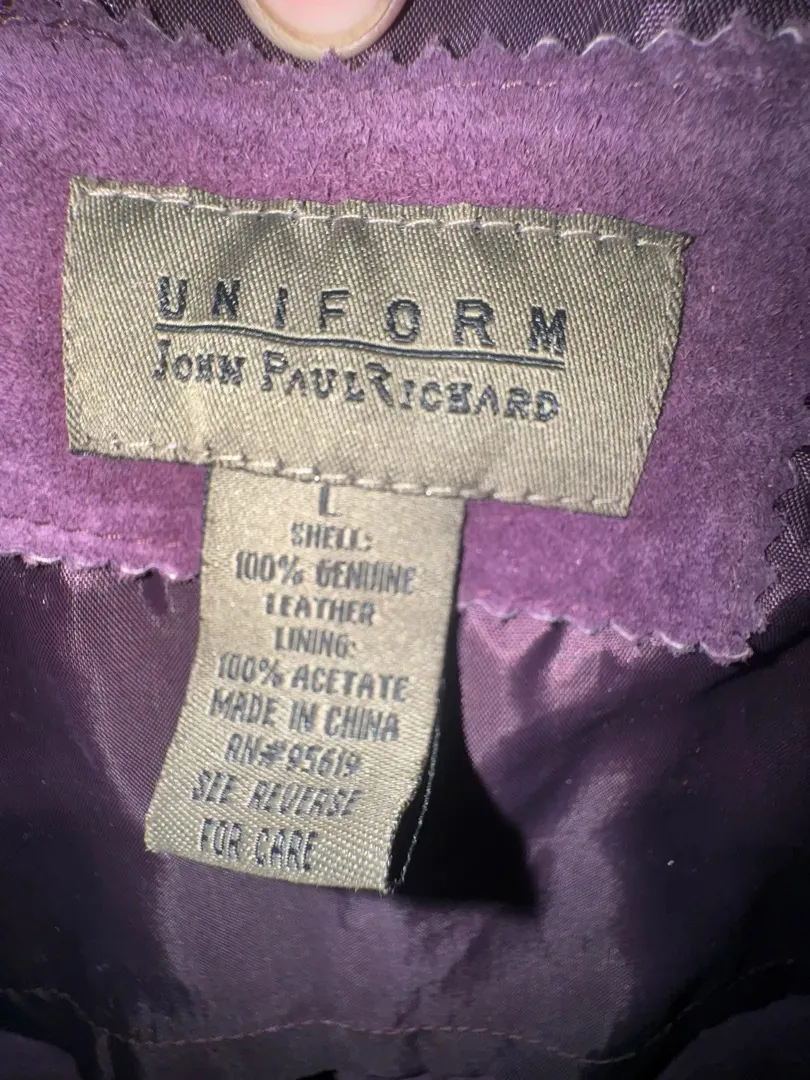 UNIFORM
JOHN PAUL RICHARD
L
SHELL:
100% GENUINE
LEATHER
LINING:
100% ACETATE
MADE IN CHINA
RN#95619
SEE REVERSE
FOR CARE